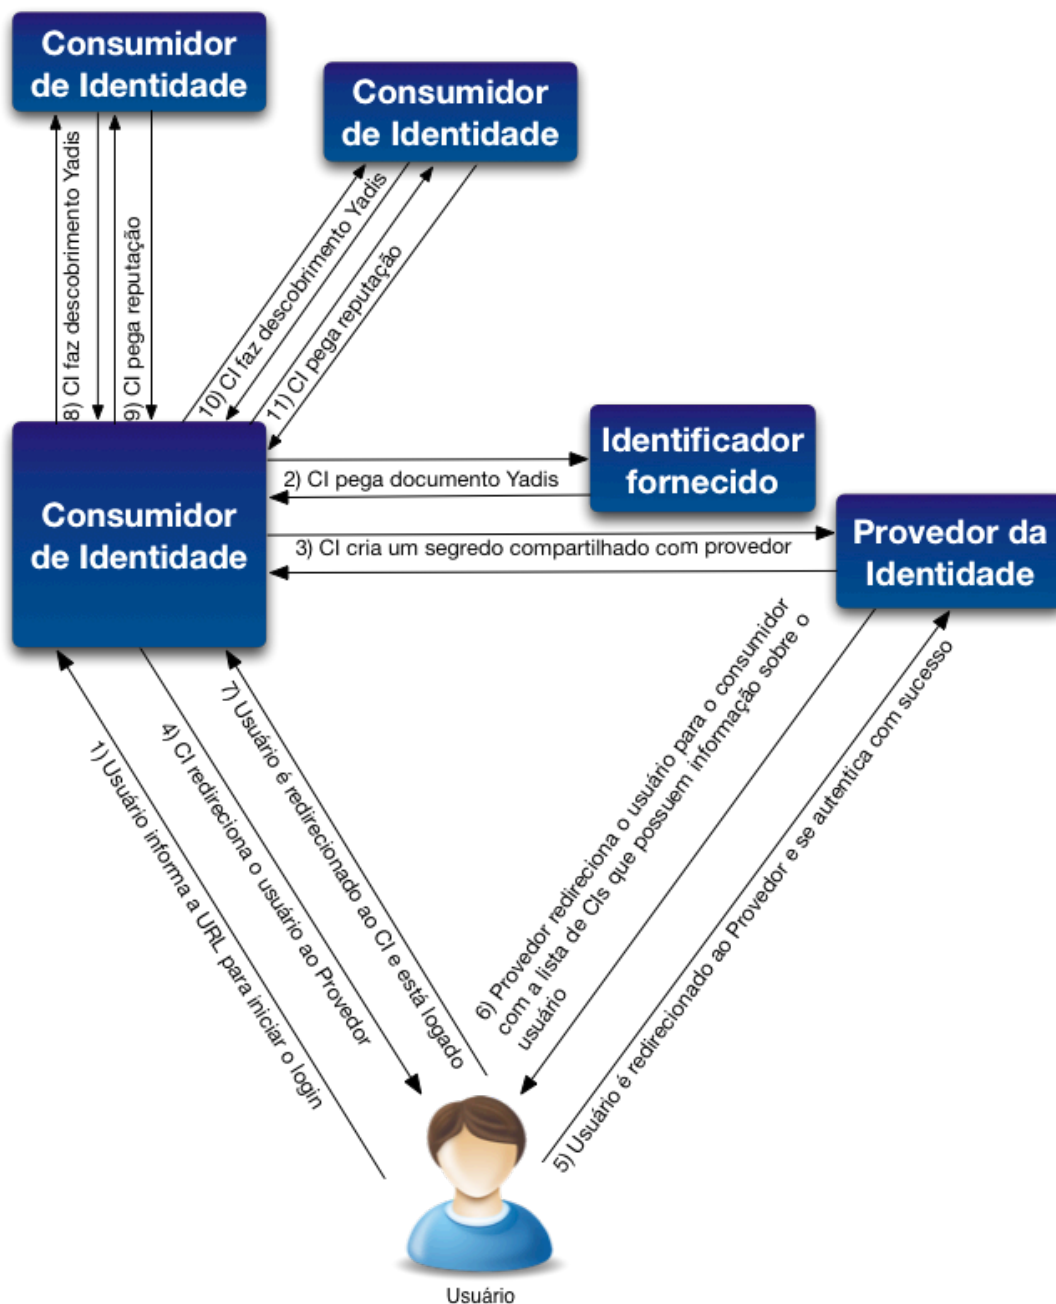 Consumidor
de Identidade
Consumidor
de Identidade
8) CI faz descobrimento Yadis
9) CI pega reputação
10) CI faz descobrimento Yadis
11) CI pega reputação
Identificador
fornecido
2) CI pega documento Yadis
Consumidor
de Identidade
Provedor da
Identidade
3) CI cria um segredo compartilhado com provedor
1) Usuário informa a URL para iniciar o login
4) CI redireciona o usuário ao Provedor
7) Usuário é redirecionado ao CI e está logado
6) Provedor redireciona o usuário para o consumidor
com a lista de CIs que possuem informação sobre o
usuário
5) Usuário é redirecionado ao Provedor e se autentica com sucesso
Usuário